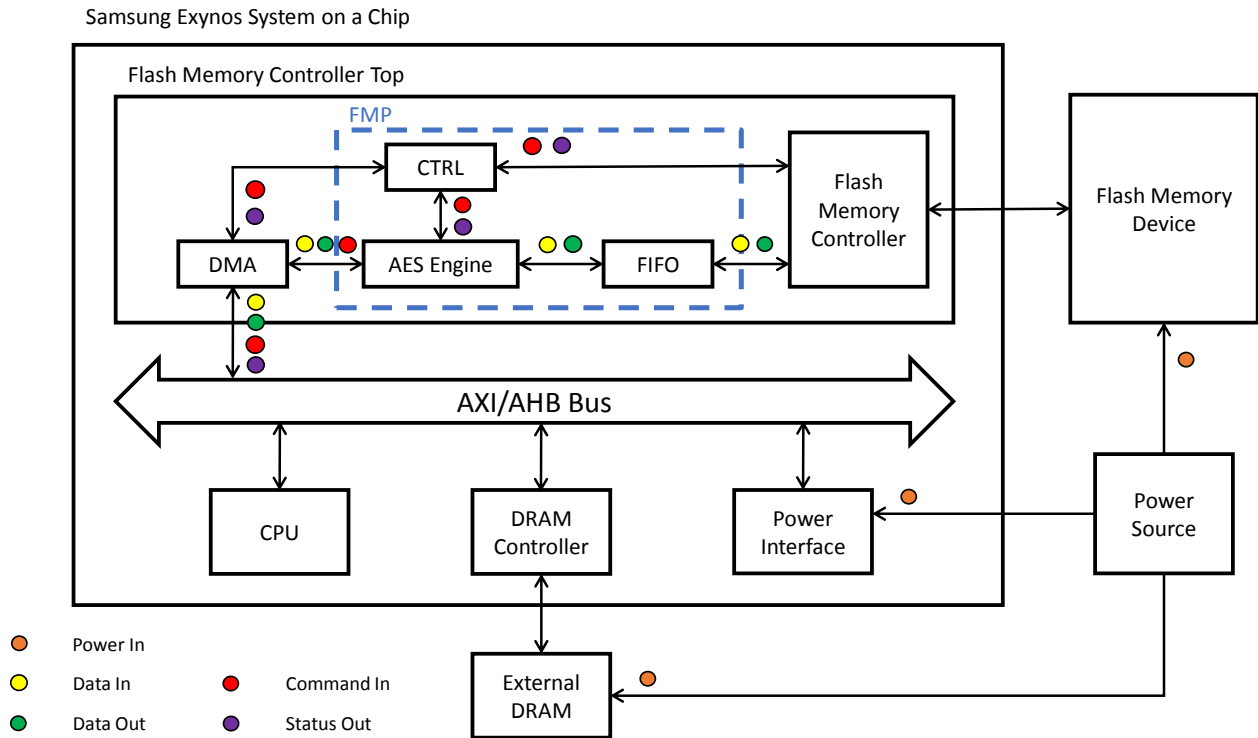 Samsung Exynos System on a Chip
Flash Memory Controller Top
FMP
CTRL
Flash
Memory
Controller
Flash Memory
Device
DMA
AES Engine
FIFO
AXI/AHB Bus
CPU
DRAM
Controller
Power
Interface
Power
Source
External
DRAM
Power In
Data In
Command In
Data Out
Status Out